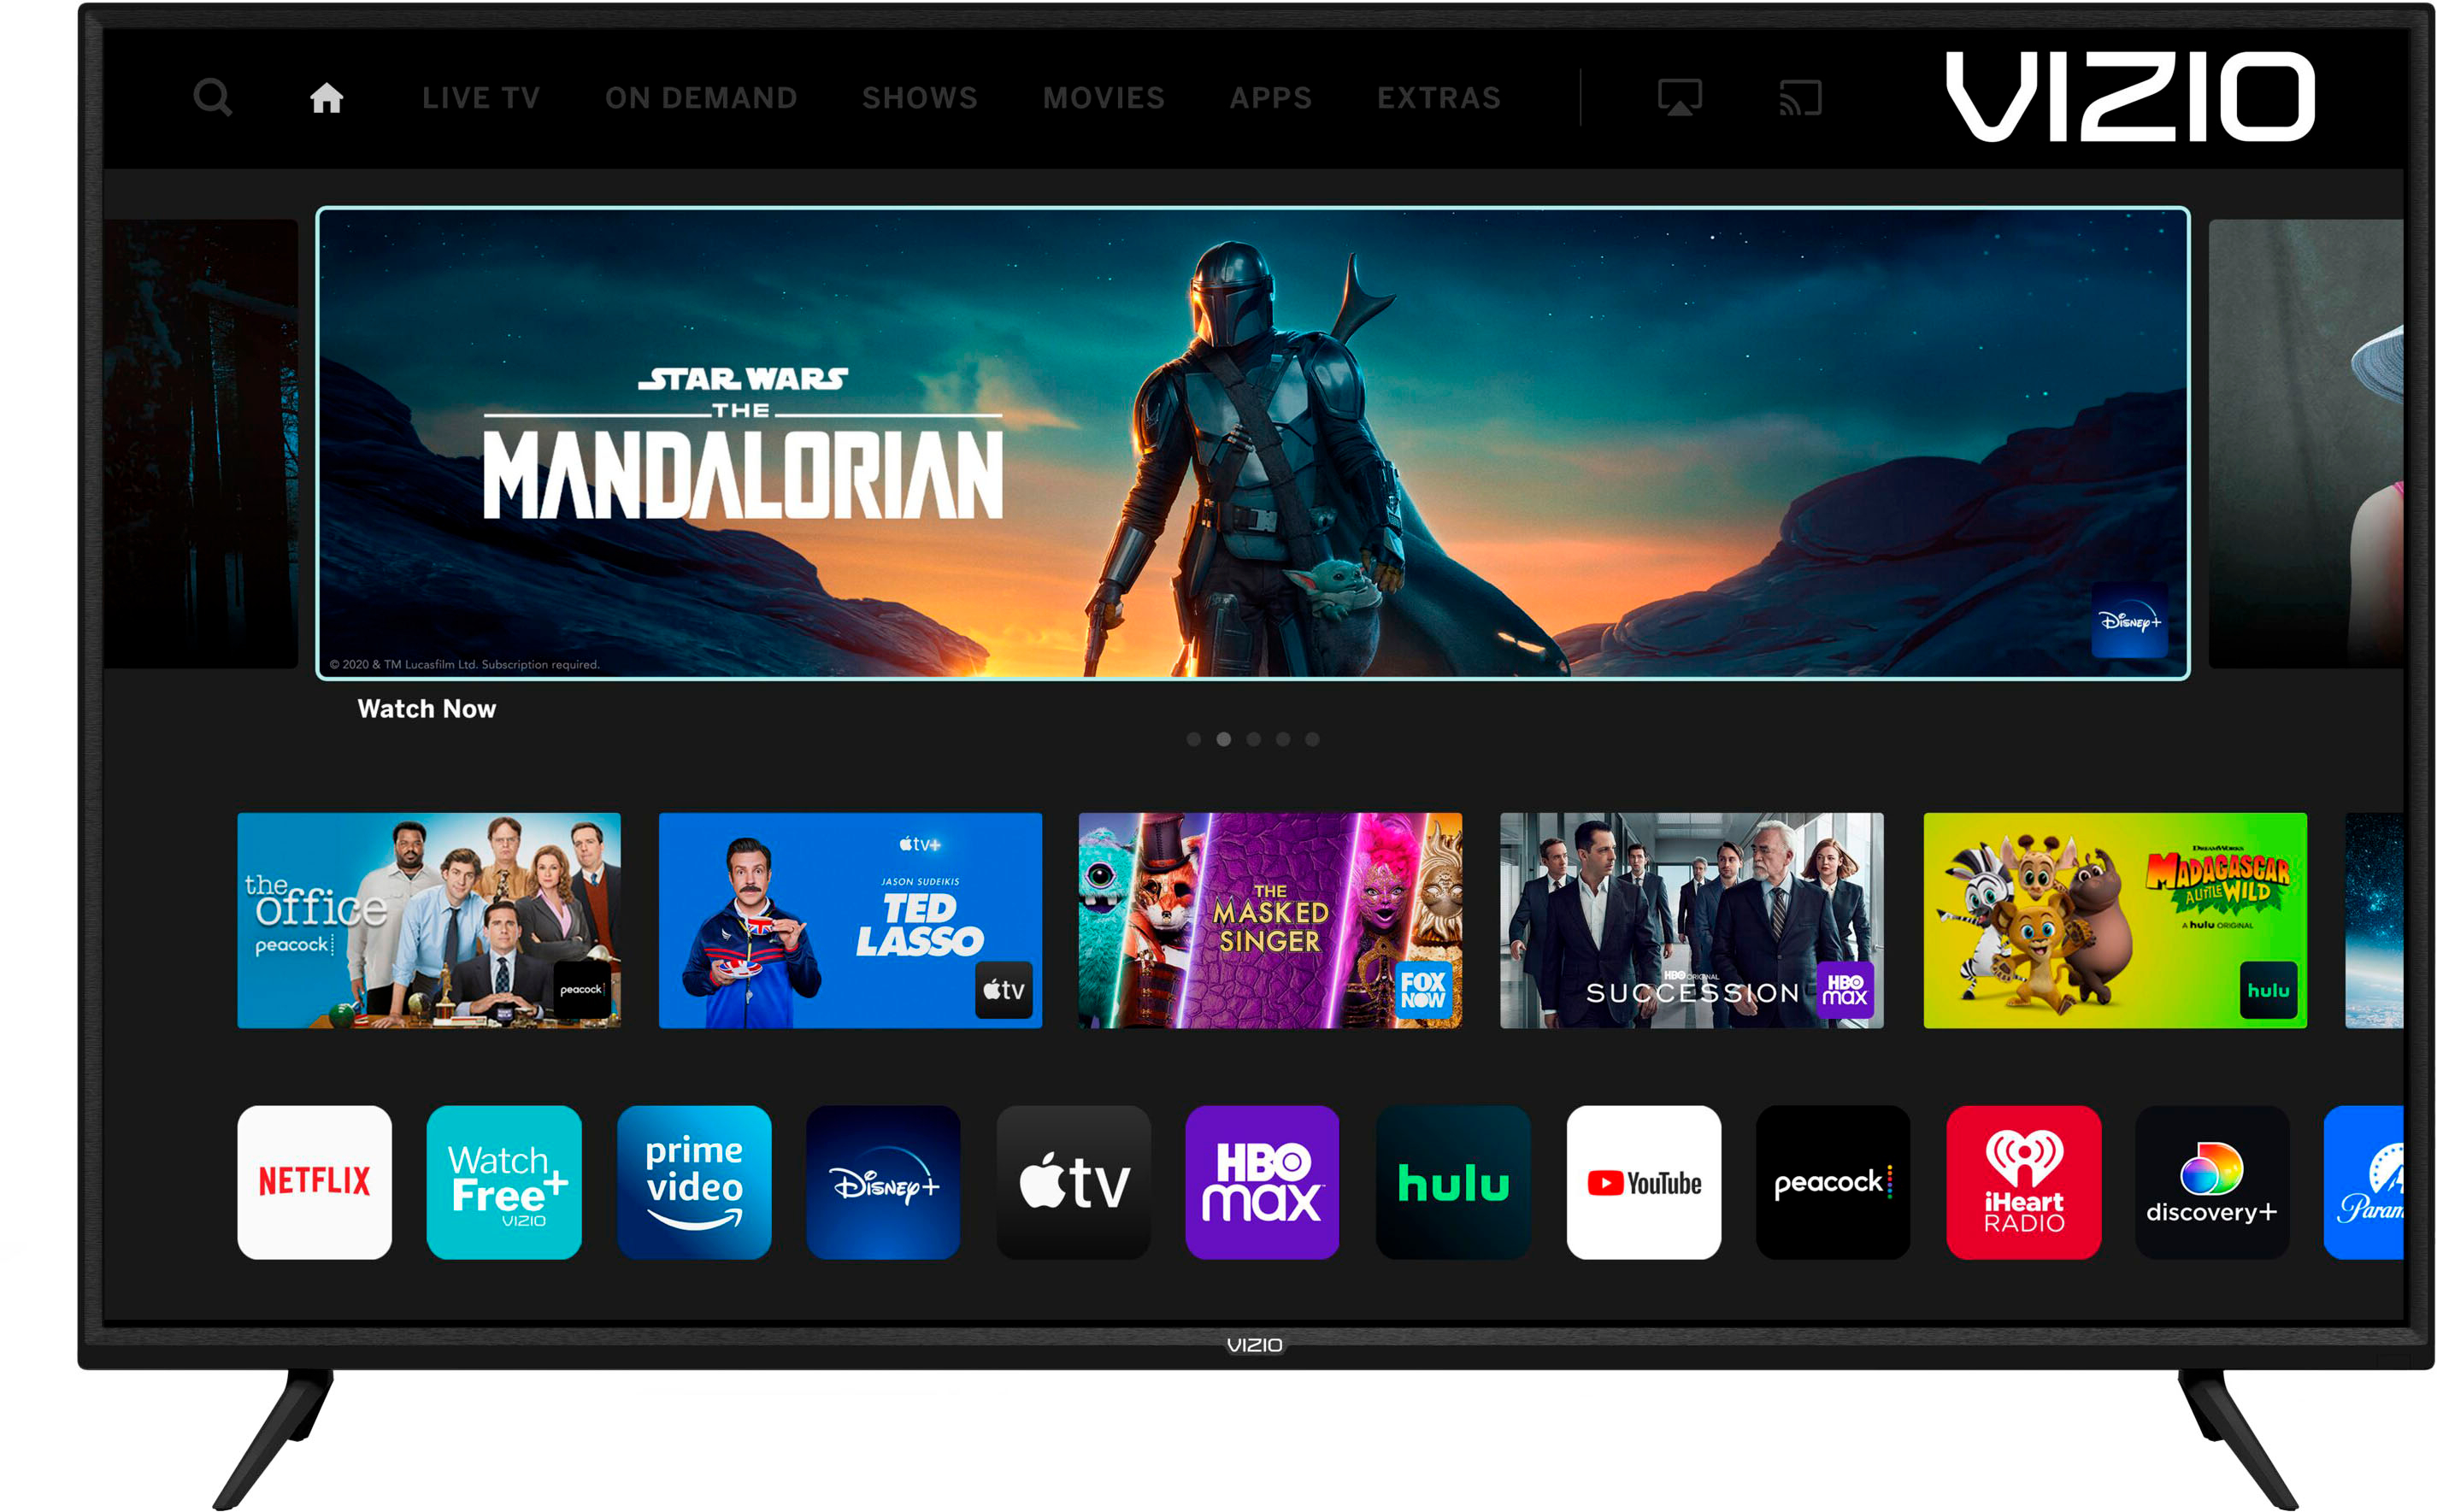 LIVE TV
ON DEMAND
SHOWS
MOVIES
APPS
EXTRAS
VIZIO
STAR WARS
THE
MANDALORIAN
Disney+
© 2020 & TM Lucasfilm Ltd. Subscription required.
Watch Now
the
office
peacock
peacock
tv+
JASON SUDEIKIS
TED
LASSO
tv
THE
MASKED
SINGER
FOX
NOW
HBO ORIGINAL
SUCCESSION
HBO
max
DREAMWORKS
MADAGASCAR
A LITTLE WILD
A hulu ORIGINAL
hulu
NETFLIX
Watch
Free+
VIZIO
prime
video
Disney+
tv
HBO
max
hulu
YouTube
peacock
iHeart
RADIO
discovery+
Param
VIZIO